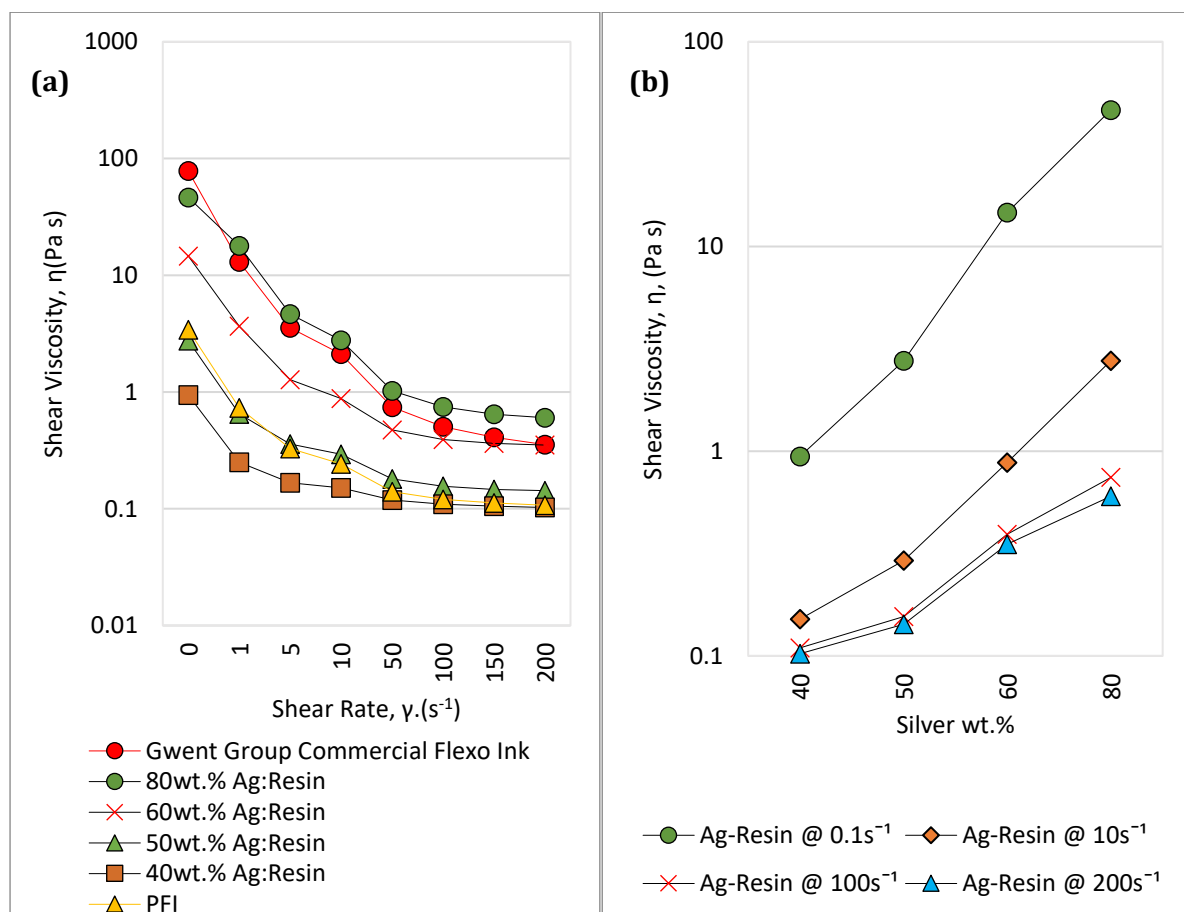 (a)
Shear Viscosity, η(Pa s)
1000
100
10
1
0.1
0.01
0 1 5 10 50 100 150 200
Shear Rate, γ.(s⁻¹)
Gwent Group Commercial Flexo Ink
80wt.% Ag:Resin
60wt.% Ag:Resin
50wt.% Ag:Resin
40wt.% Ag:Resin
PFI
(b)
Shear Viscosity, η, (Pa s)
100
10
1
0.1
40 50 60 80
Silver wt.%
Ag-Resin @ 0.1s⁻¹ Ag-Resin @ 10s⁻¹
Ag-Resin @ 100s⁻¹ Ag-Resin @ 200s⁻¹